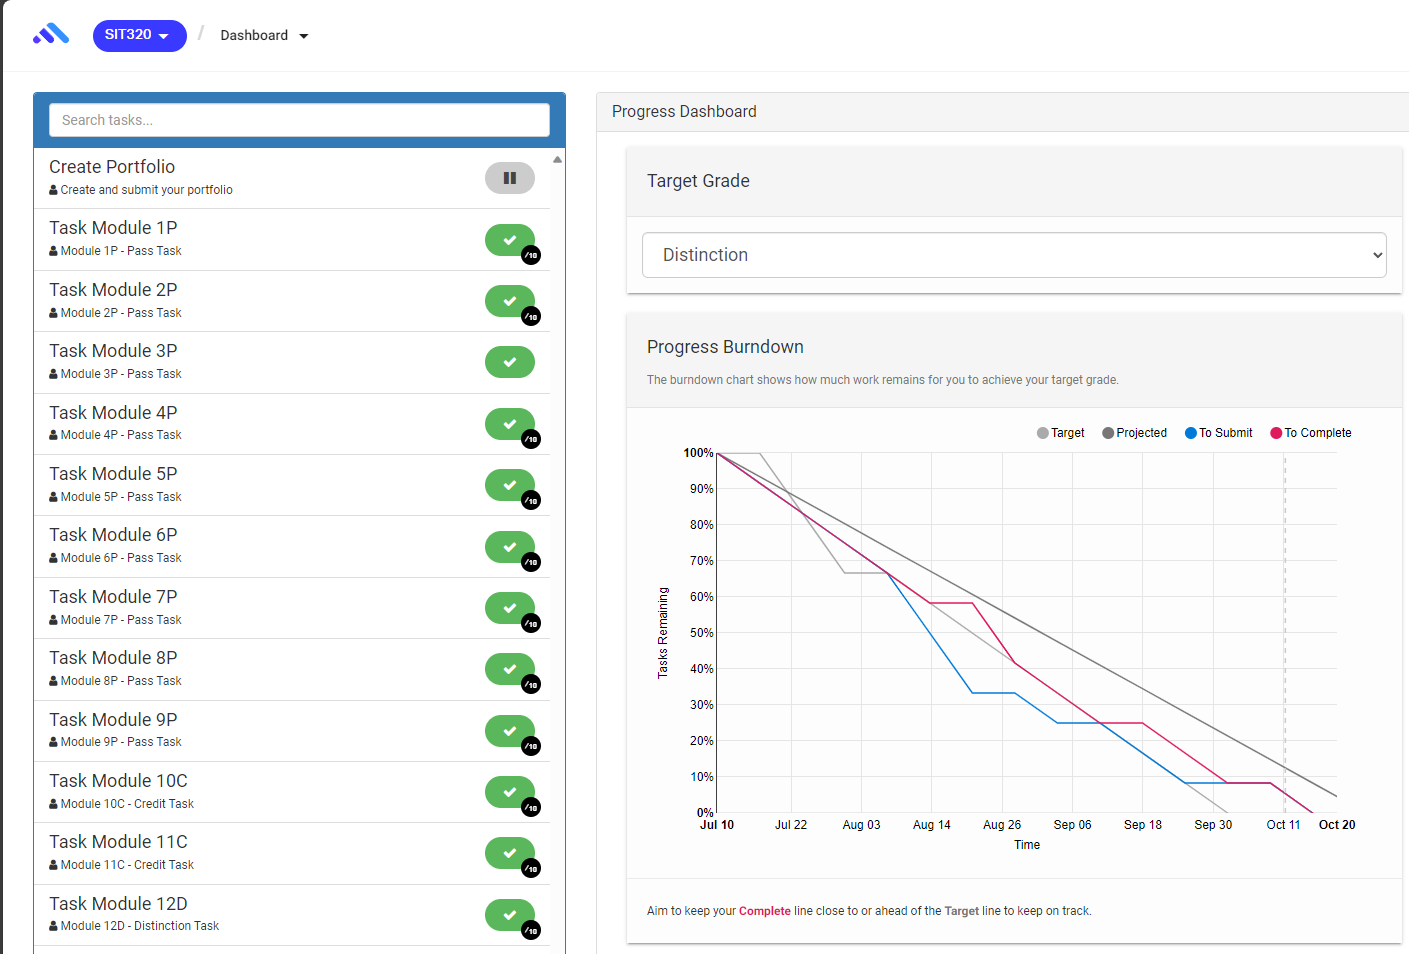 SIT320
/
Dashboard
Search tasks...
Create Portfolio
Create and submit your portfolio
Task Module 1P
Module 1P - Pass Task
/10
Task Module 2P
Module 2P - Pass Task
/10
Task Module 3P
Module 3P - Pass Task
Task Module 4P
Module 4P - Pass Task
/10
Task Module 5P
Module 5P - Pass Task
/10
Task Module 6P
Module 6P - Pass Task
/10
Task Module 7P
Module 7P - Pass Task
/10
Task Module 8P
Module 8P - Pass Task
/10
Task Module 9P
Module 9P - Pass Task
/10
Task Module 10C
Module 10C - Credit Task
/10
Task Module 11C
Module 11C - Credit Task
/10
Task Module 12D
Module 12D - Distinction Task
/10
Progress Dashboard
Target Grade
Distinction
Progress Burndown
The burndown chart shows how much work remains for you to achieve your target grade.
Target Projected To Submit To Complete
100%
90%
80%
70%
60%
50%
40%
30%
20%
10%
0%
Tasks Remaining
Jul 10 Jul 22 Aug 03 Aug 14 Aug 26 Sep 06 Sep 18 Sep 30 Oct 11 Oct 20
Time
Aim to keep your Complete line close to or ahead of the Target line to keep on track.